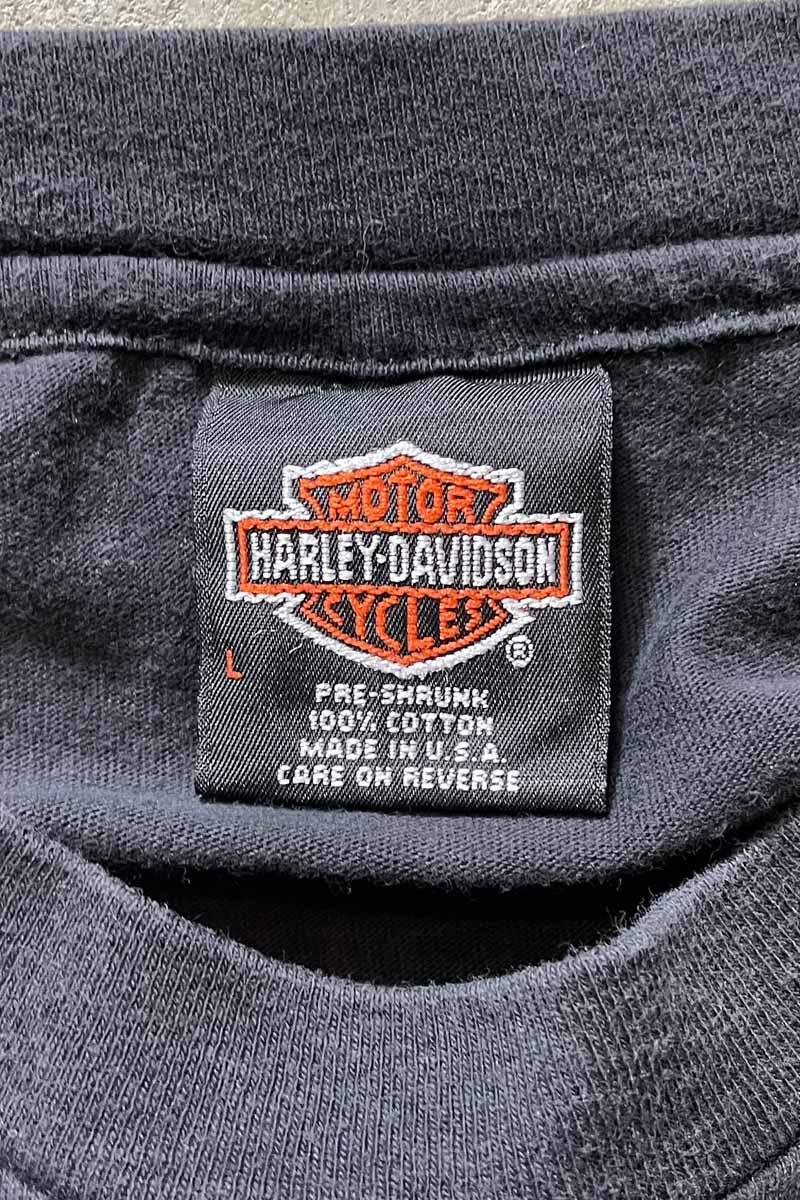 MOTOR
HARLEY-DAVIDSON
CYCLES
®
L
PRE-SHRUNK
100% COTTON
MADE IN U.S.A.
CARE ON REVERSE